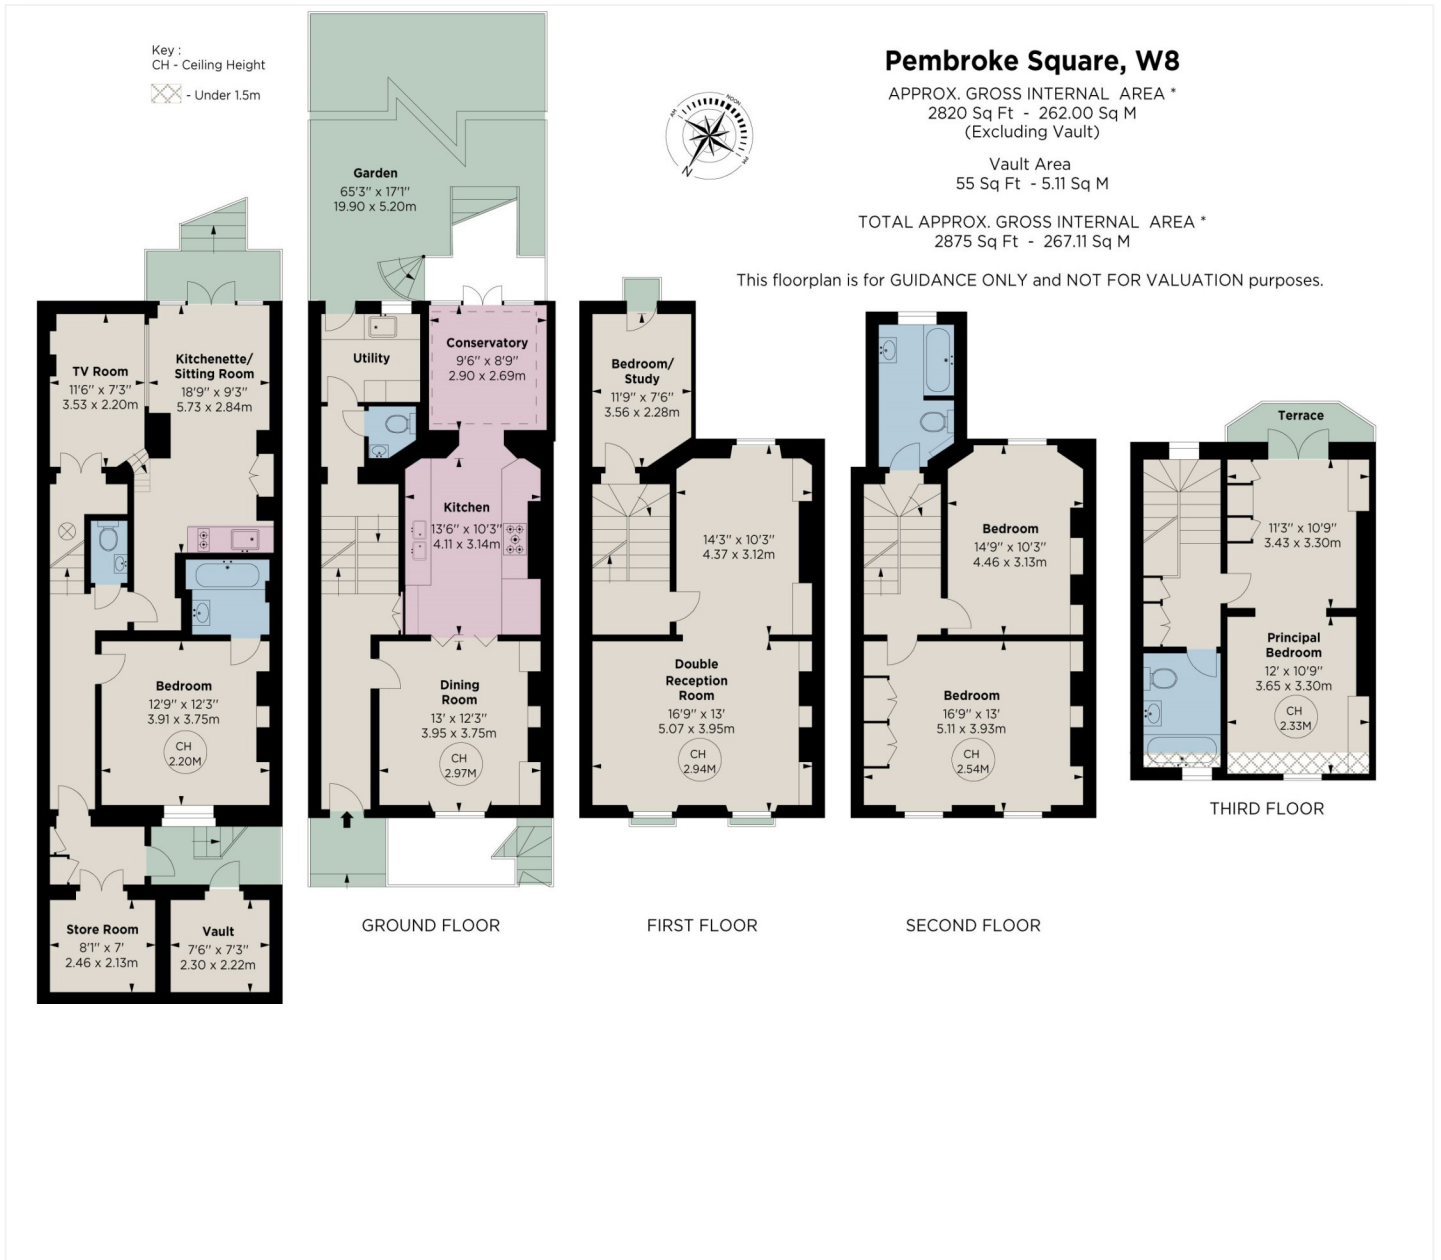 Key :
CH - Ceiling Height
- Under 1.5m
Pembroke Square, W8
APPROX. GROSS INTERNAL AREA *
2820 Sq Ft - 262.00 Sq M
(Excluding Vault)
Vault Area
55 Sq Ft - 5.11 Sq M
TOTAL APPROX. GROSS INTERNAL AREA *
2875 Sq Ft - 267.11 Sq M
This floorplan is for GUIDANCE ONLY and NOT FOR VALUATION purposes.
AM
NOON
PM
N
TV Room
11'6" x 7'3"
3.53 x 2.20m
Kitchenette/
Sitting Room
18'9" x 9'3"
5.73 x 2.84m
Bedroom
12'9" x 12'3"
3.91 x 3.75m
CH
2.20M
Store Room
8'1" x 7'
2.46 x 2.13m
Vault
7'6" x 7'3"
2.30 x 2.22m
Garden
65'3" x 17'1"
19.90 x 5.20m
Utility
Conservatory
9'6" x 8'9"
2.90 x 2.69m
Kitchen
13'6" x 10'3"
4.11 x 3.14m
Dining
Room
13' x 12'3"
3.95 x 3.75m
CH
2.97M
GROUND FLOOR
Bedroom/
Study
11'9" x 7'6"
3.56 x 2.28m
14'3" x 10'3"
4.37 x 3.12m
Double
Reception
Room
16'9" x 13'
5.07 x 3.95m
CH
2.94M
FIRST FLOOR
Bedroom
14'9" x 10'3"
4.46 x 3.13m
Bedroom
16'9" x 13'
5.11 x 3.93m
CH
2.54M
SECOND FLOOR
Terrace
11'3" x 10'9"
3.43 x 3.30m
Principal
Bedroom
12' x 10'9"
3.65 x 3.30m
CH
2.33M
THIRD FLOOR